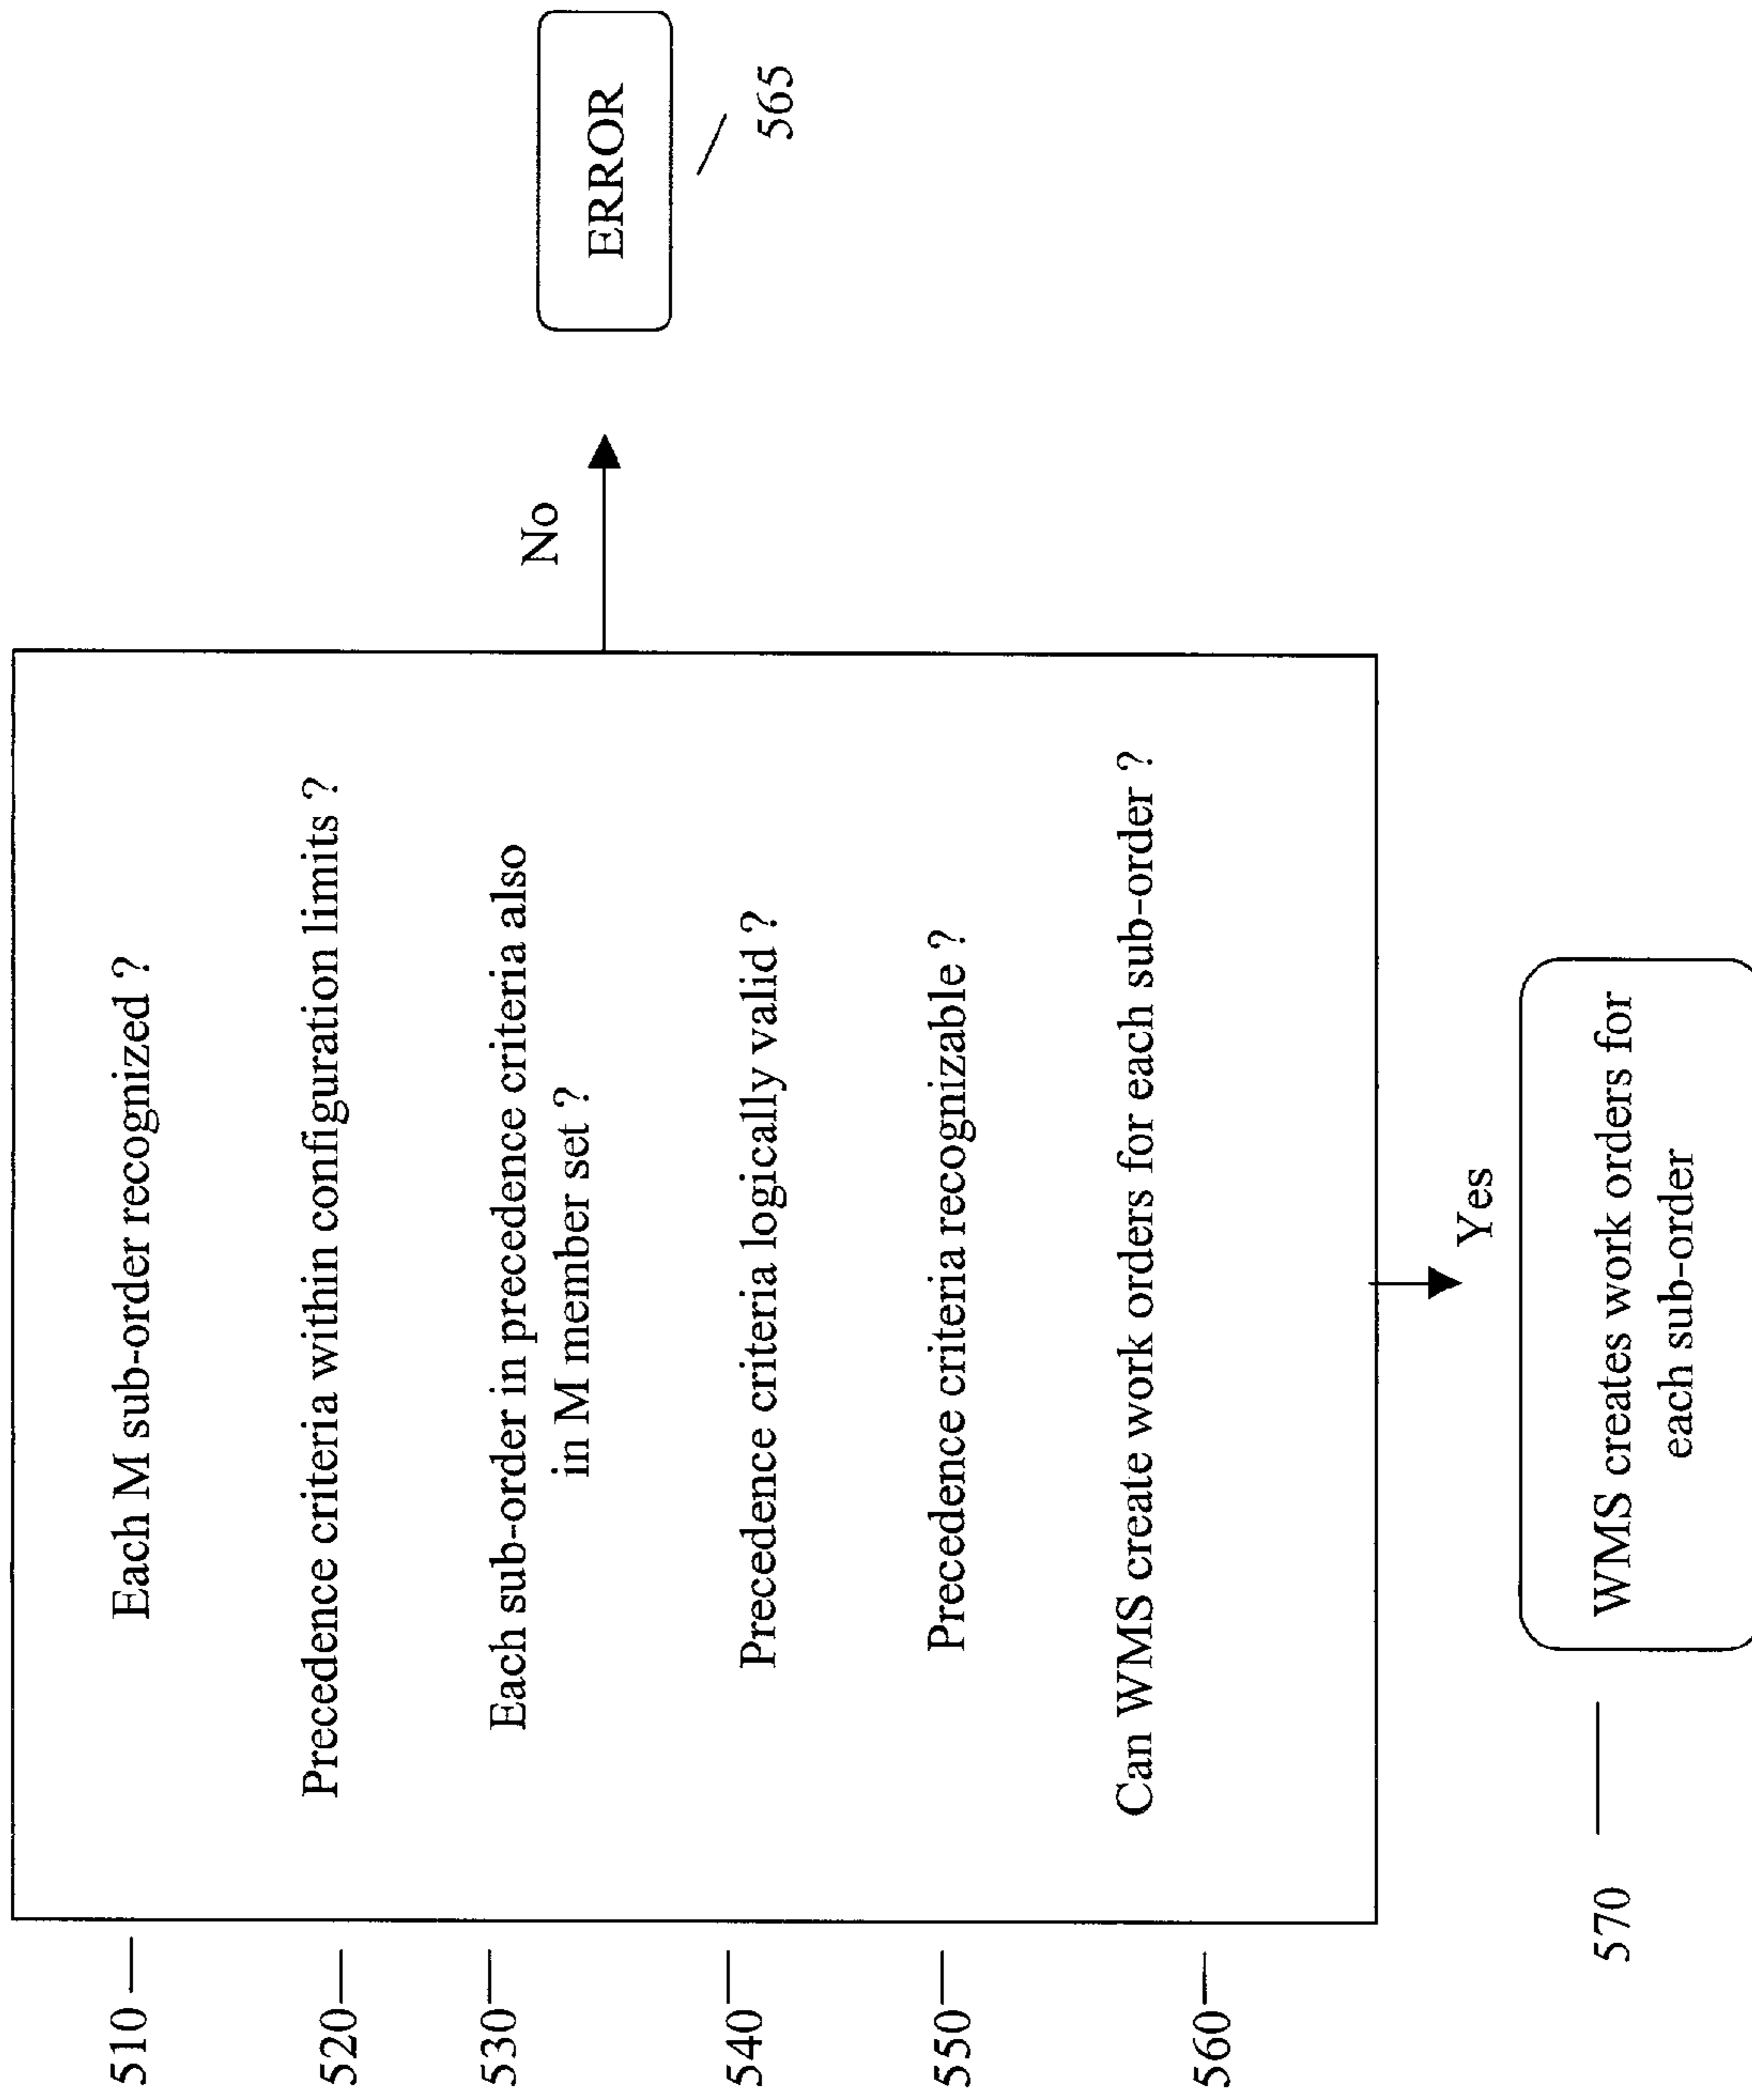 510
Each M sub-order recognized ?
520
Precedence criteria within configuration limits ?
530
Each sub-order in precedence criteria also
in M member set ?
No
ERROR
565
540
Precedence criteria logically valid ?
550
Precedence criteria recognizable ?
560
Can WMS create work orders for each sub-order ?
Yes
570
WMS creates work orders for
each sub-order